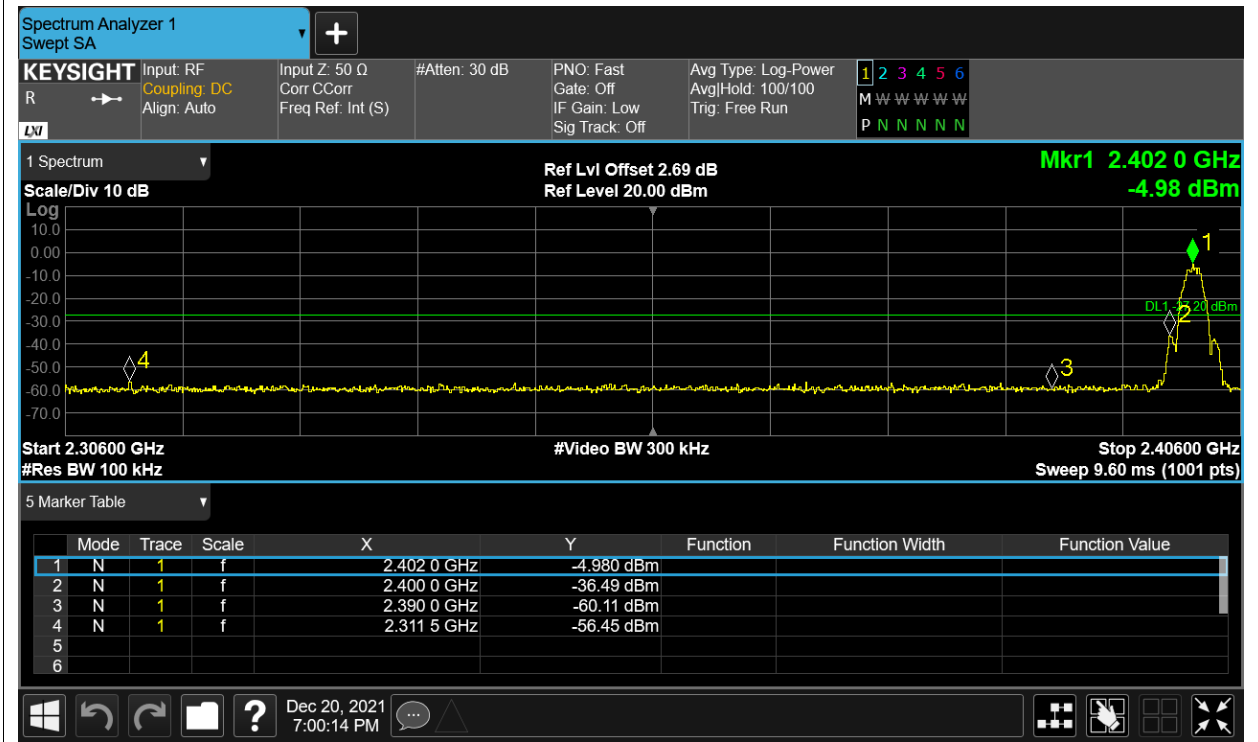 Spectrum Analyzer 1
Swept SA
KEYSIGHT Input: RF Input Z: 50 Ω #Atten: 30 dB PNO: Fast Avg Type: Log-Power 1 2 3 4 5 6
R Coupling: DC Corr CCorr Gate: Off Avg|Hold: 100/100 M W W W W W
Align: Auto Freq Ref: Int (S) IF Gain: Low Trig: Free Run
LXI Sig Track: Off P N N N N N
1 Spectrum Ref Lvl Offset 2.69 dB Mkr1 2.402 0 GHz
Scale/Div 10 dB Ref Level 20.00 dBm -4.98 dBm
Log
10.0
1
0.00
-10.0
-20.0
DL1 -27.20 dBm
2
-30.0
-40.0
4
3
-50.0
-60.0
-70.0
Start 2.30600 GHz #Video BW 300 kHz Stop 2.40600 GHz
#Res BW 100 kHz Sweep 9.60 ms (1001 pts)
5 Marker Table
Mode Trace Scale X Y Function Function Width Function Value
1 N 1 f 2.402 0 GHz -4.980 dBm
2 N 1 f 2.400 0 GHz -36.49 dBm
3 N 1 f 2.390 0 GHz -60.11 dBm
4 N 1 f 2.311 5 GHz -56.45 dBm
5
6
? Dec 20, 2021
7:00:14 PM